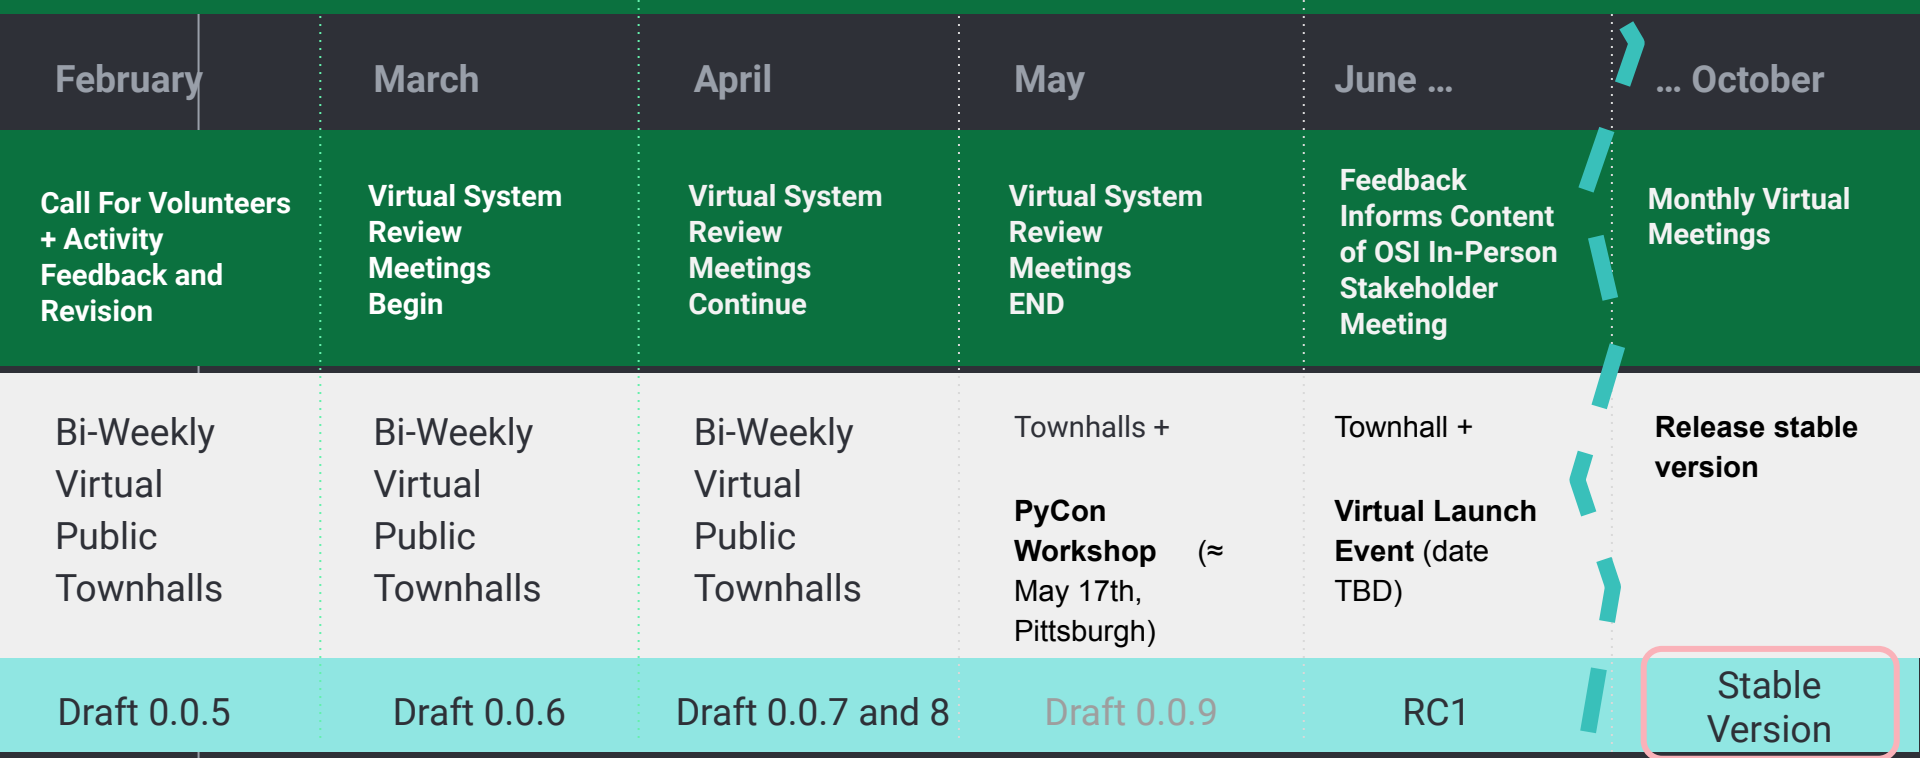 February
March
April
May
June ...
... October
Call For Volunteers
+ Activity
Feedback and
Revision
Virtual System
Review
Meetings
Begin
Virtual System
Review
Meetings
Continue
Virtual System
Review
Meetings
END
Feedback
Informs Content
of OSI In-Person
Stakeholder
Meeting
Monthly Virtual
Meetings
Bi-Weekly
Virtual
Public
Townhalls
Bi-Weekly
Virtual
Public
Townhalls
Bi-Weekly
Virtual
Public
Townhalls
Townhalls +
PyCon
Workshop (≈
May 17th,
Pittsburgh)
Townhall +
Virtual Launch
Event (date
TBD)
Release stable
version
Draft 0.0.5
Draft 0.0.6
Draft 0.0.7 and 8
Draft 0.0.9
RC1
Stable
Version